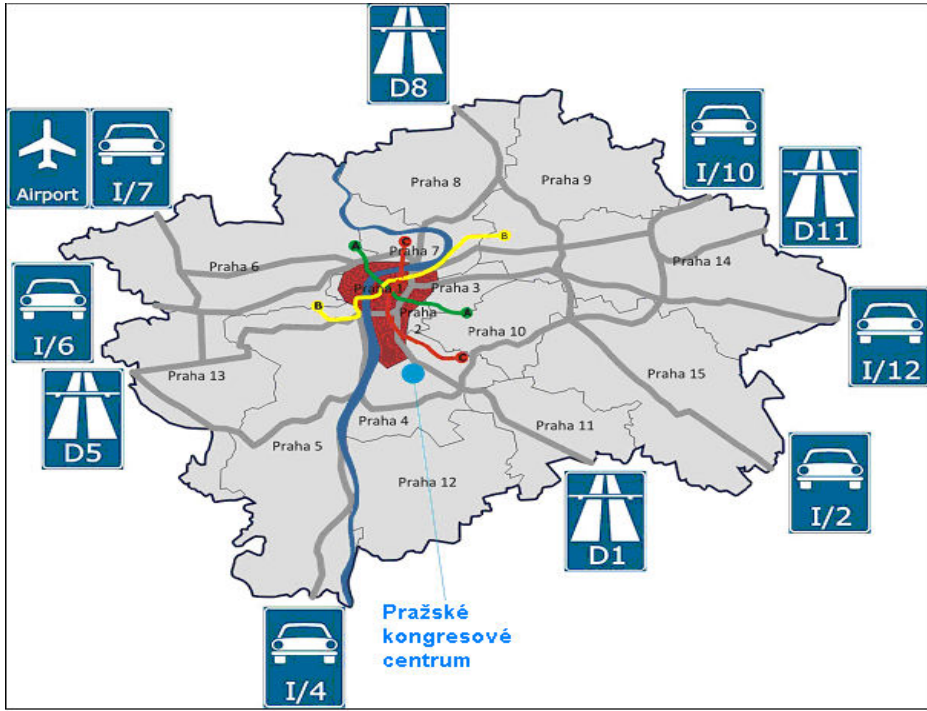 D8
Airport
I/7
I/10
D11
Praha 8
Praha 9
A
C
B
Praha 7
Praha 6
Praha 14
Praha 1
Praha 3
I/6
B
A
Praha
2
Praha 10
I/12
C
Praha 13
Praha 15
D5
Praha 4
Praha 11
Praha 5
Praha 12
I/2
D1
Pražské
kongresové
centrum
I/4